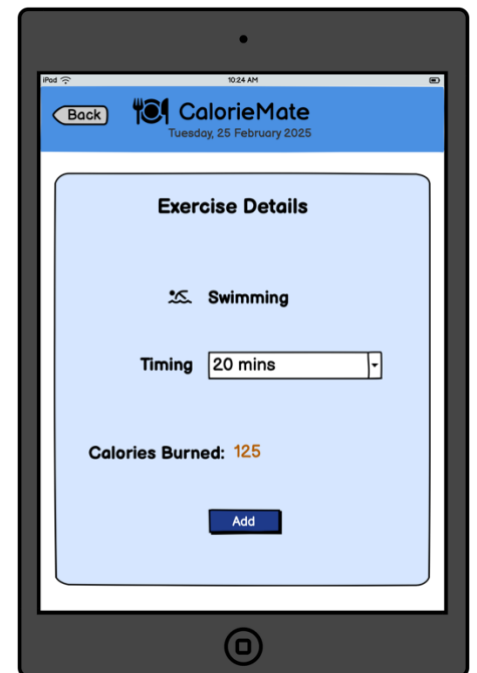 iPod 10:24 AM
Back CalorieMate
Tuesday, 25 February 2025
Exercise Details
Swimming
Timing 20 mins
Calories Burned: 125
Add